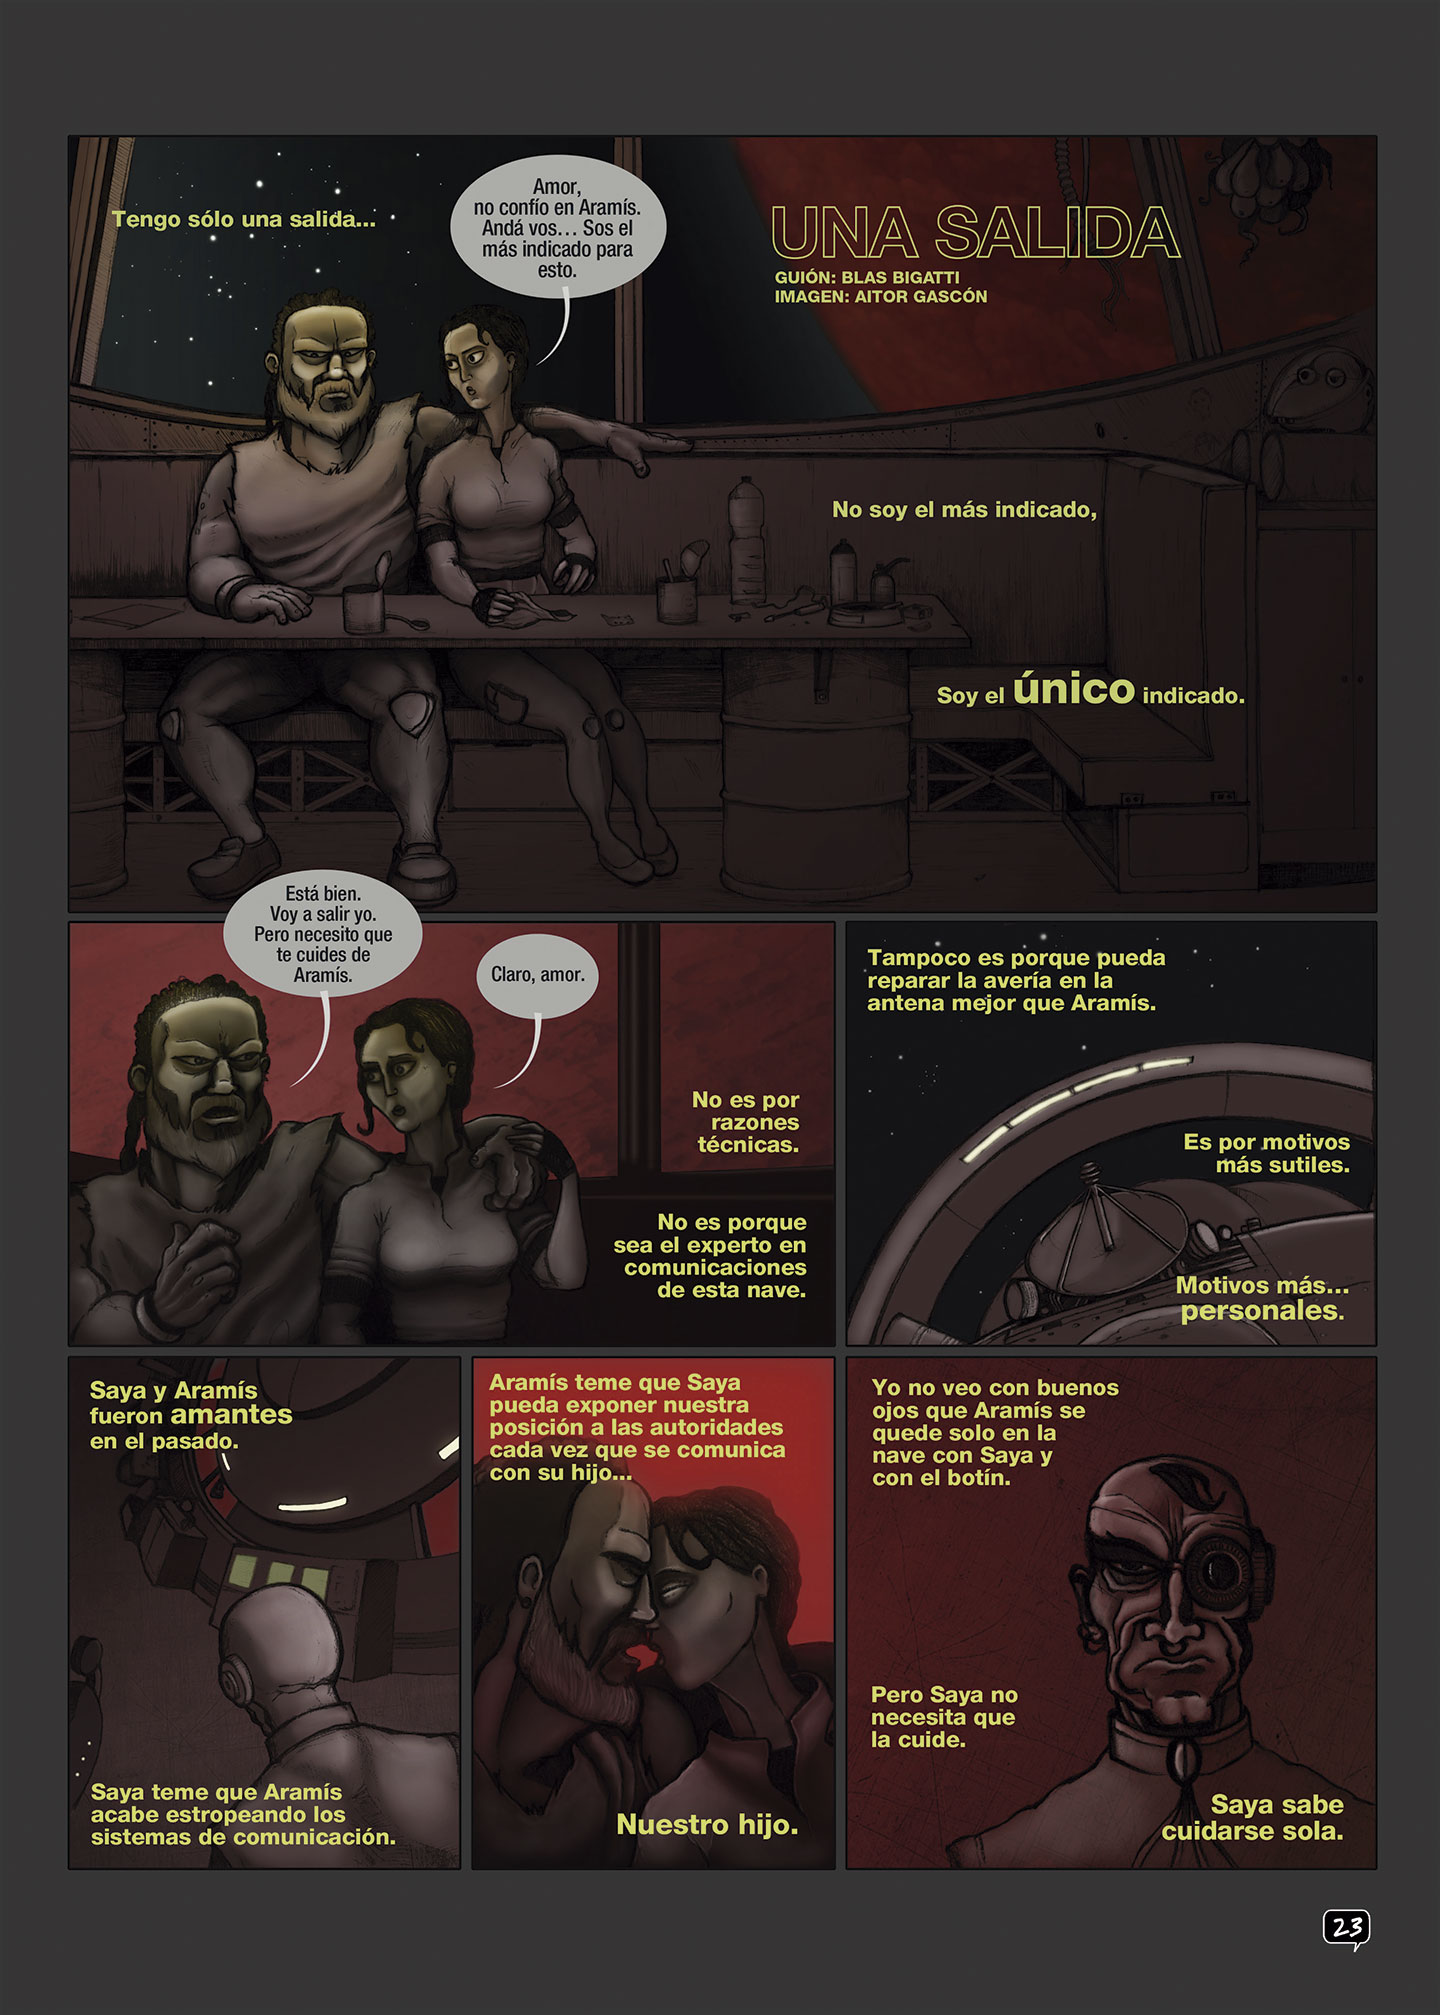 Tengo sólo una salida...
Amor,
no confío en Aramís.
Andá vos... Sos el
más indicado para
esto.
UNA SALIDA
GUIÓN: BLAS BIGATTI
IMAGEN: AITOR GASCÓN
No soy el más indicado,
Soy el único indicado.
Está bien.
Voy a salir yo.
Pero necesito que
te cuides de
Aramís.
Claro, amor.
No es por
razones
técnicas.
No es porque
sea el experto en
comunicaciones
de esta nave.
Tampoco es porque pueda
reparar la avería en la
antena mejor que Aramís.
Es por motivos
más sutiles.
Motivos más...
personales.
Saya y Aramís
fueron amantes
en el pasado.
Saya teme que Aramís
acabe estropeando los
sistemas de comunicación.
Aramís teme que Saya
pueda exponer nuestra
posición a las autoridades
cada vez que se comunica
con su hijo...
Nuestro hijo.
Yo no veo con buenos
ojos que Aramís se
quede solo en la
nave con Saya y
con el botín.
Pero Saya no
necesita que
la cuide.
Saya sabe
cuidarse sola.
23